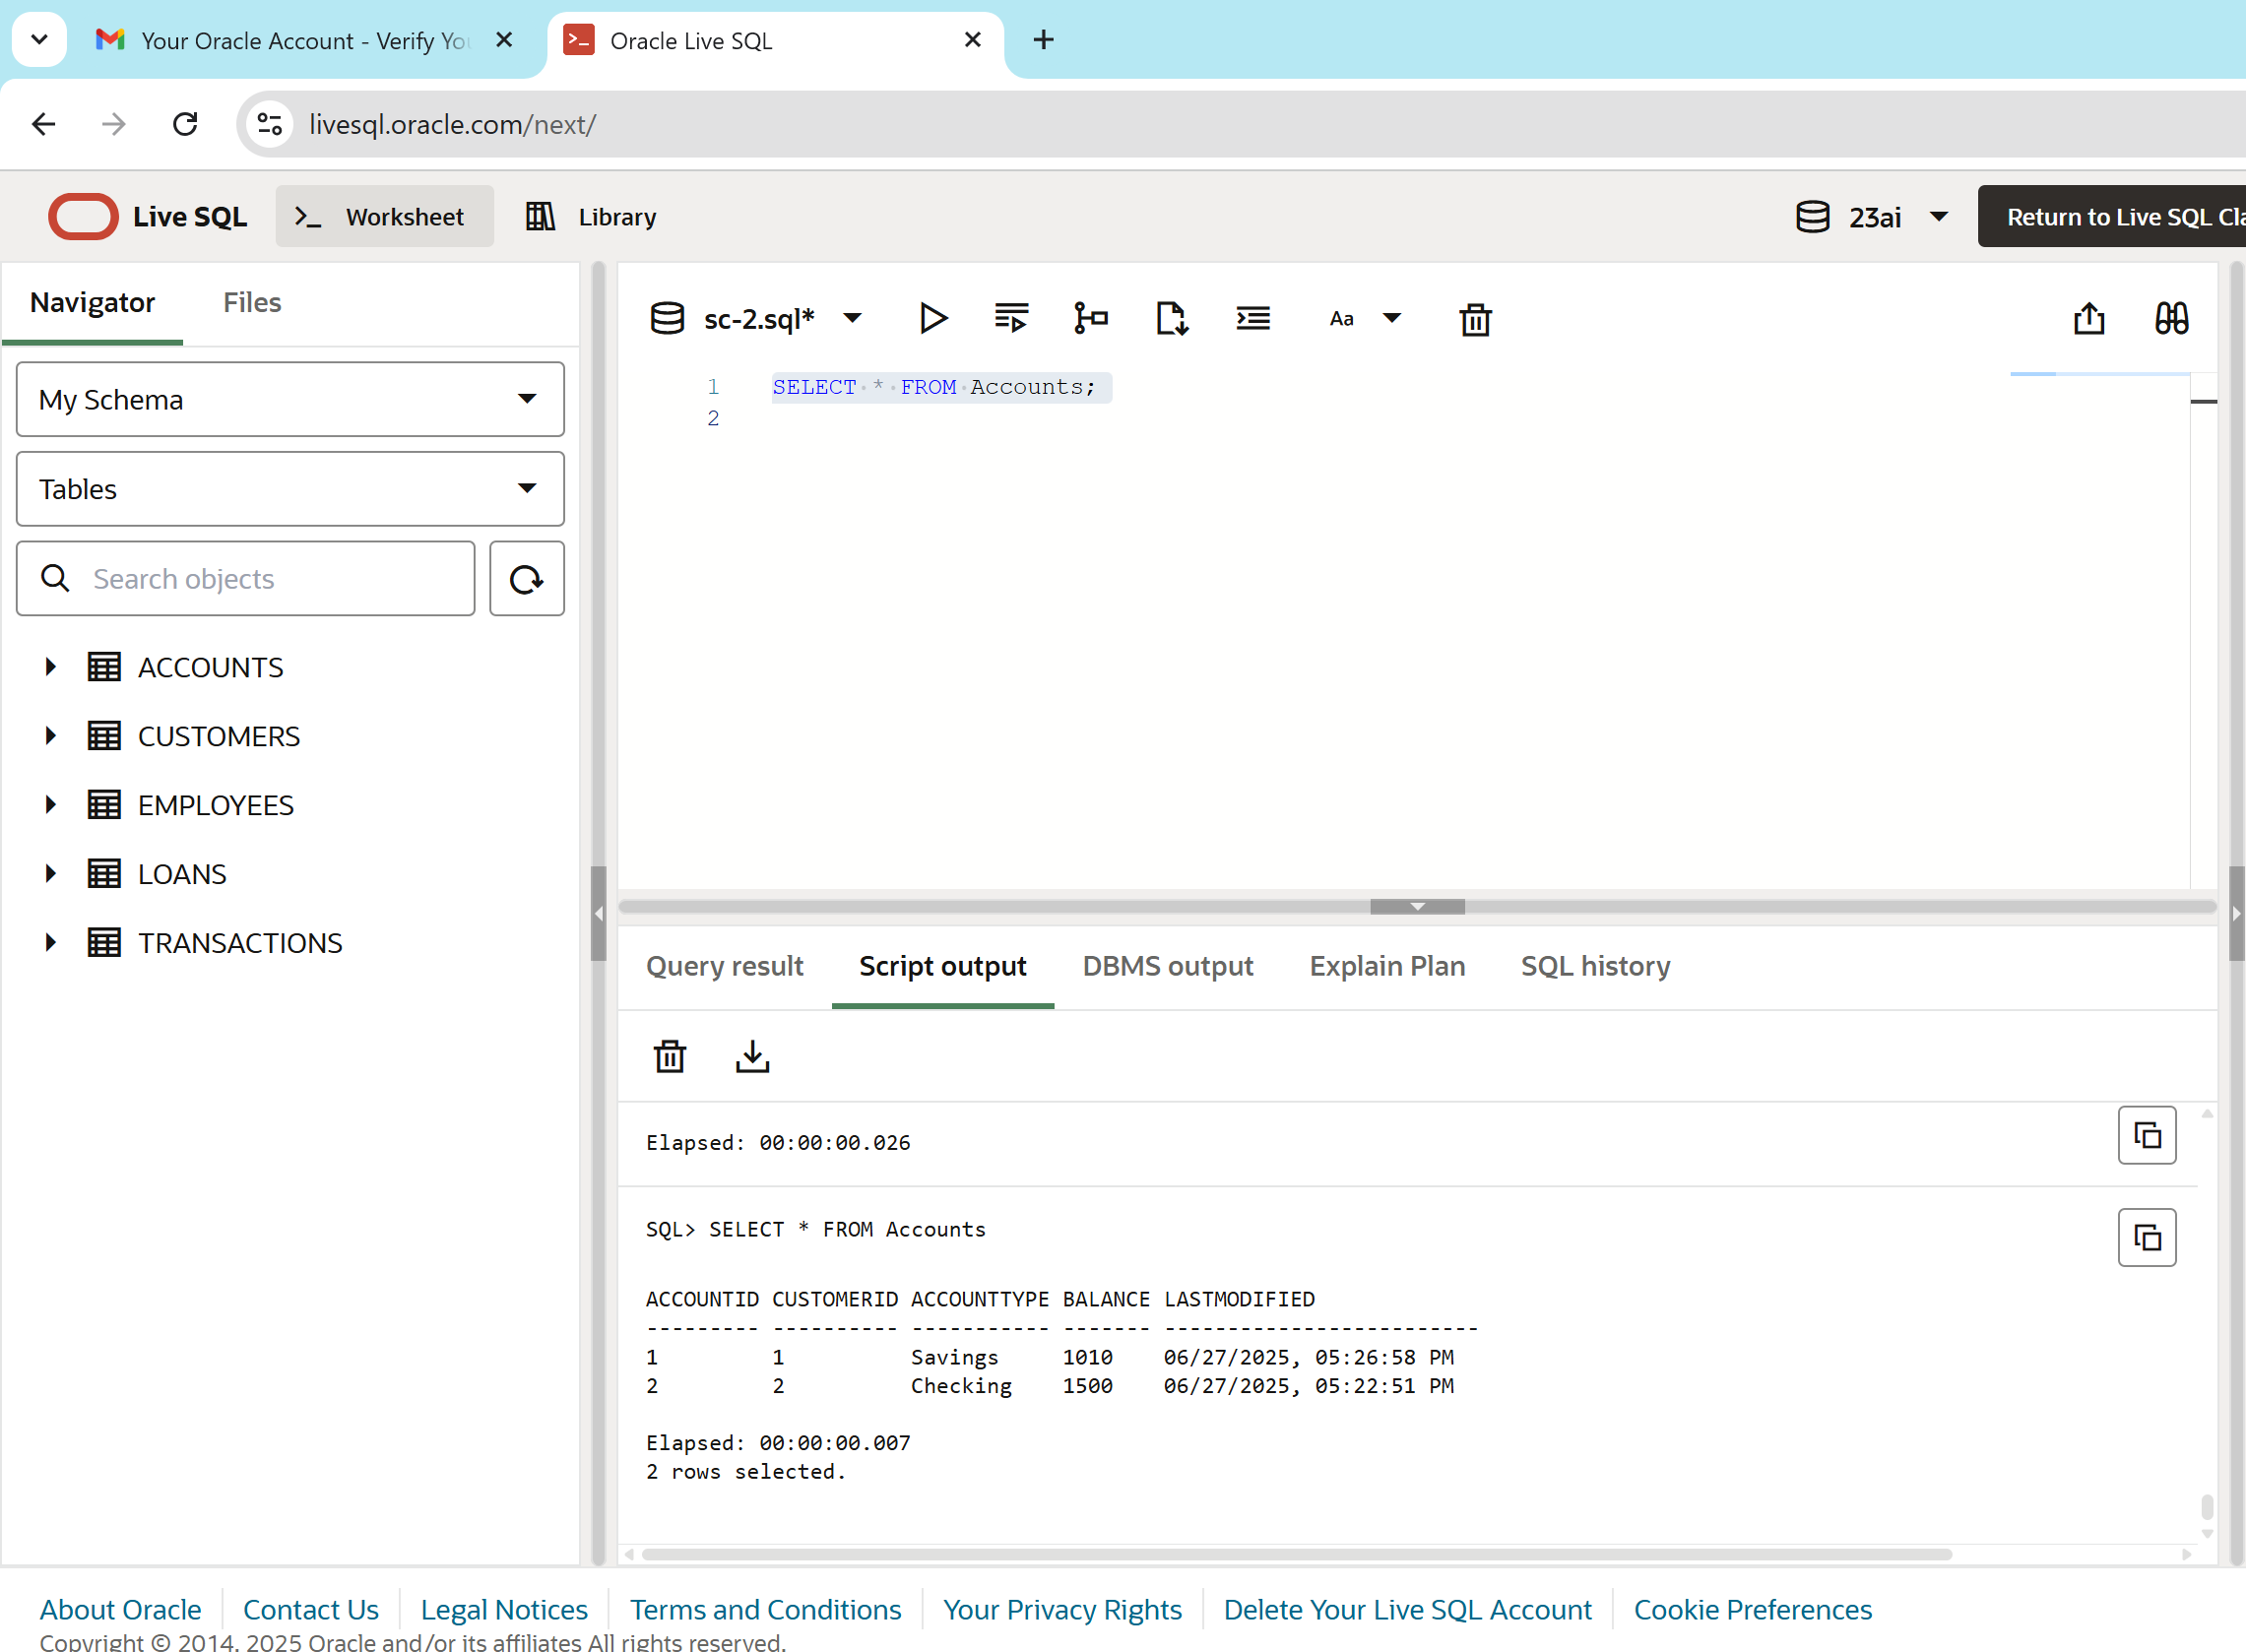 Your Oracle Account - Verify You
Oracle Live SQL
livesql.oracle.com/next/
Live SQL
Worksheet
Library
23ai
Return to Live SQL Cla
Navigator
Files
My Schema
Tables
Search objects
ACCOUNTS
CUSTOMERS
EMPLOYEES
LOANS
TRANSACTIONS
sc-2.sql*
Aa
1 SELECT * FROM Accounts;
2
Query result
Script output
DBMS output
Explain Plan
SQL history
Elapsed: 00:00:00.026
SQL> SELECT * FROM Accounts
ACCOUNTID CUSTOMERID ACCOUNTTYPE BALANCE LASTMODIFIED
--------- ---------- ----------- ------- -------------------------
1 1 Savings 1010 06/27/2025, 05:26:58 PM
2 2 Checking 1500 06/27/2025, 05:22:51 PM
Elapsed: 00:00:00.007
2 rows selected.
About Oracle
Contact Us
Legal Notices
Terms and Conditions
Your Privacy Rights
Delete Your Live SQL Account
Cookie Preferences
Copyright © 2014, 2025 Oracle and/or its affiliates All rights reserved.